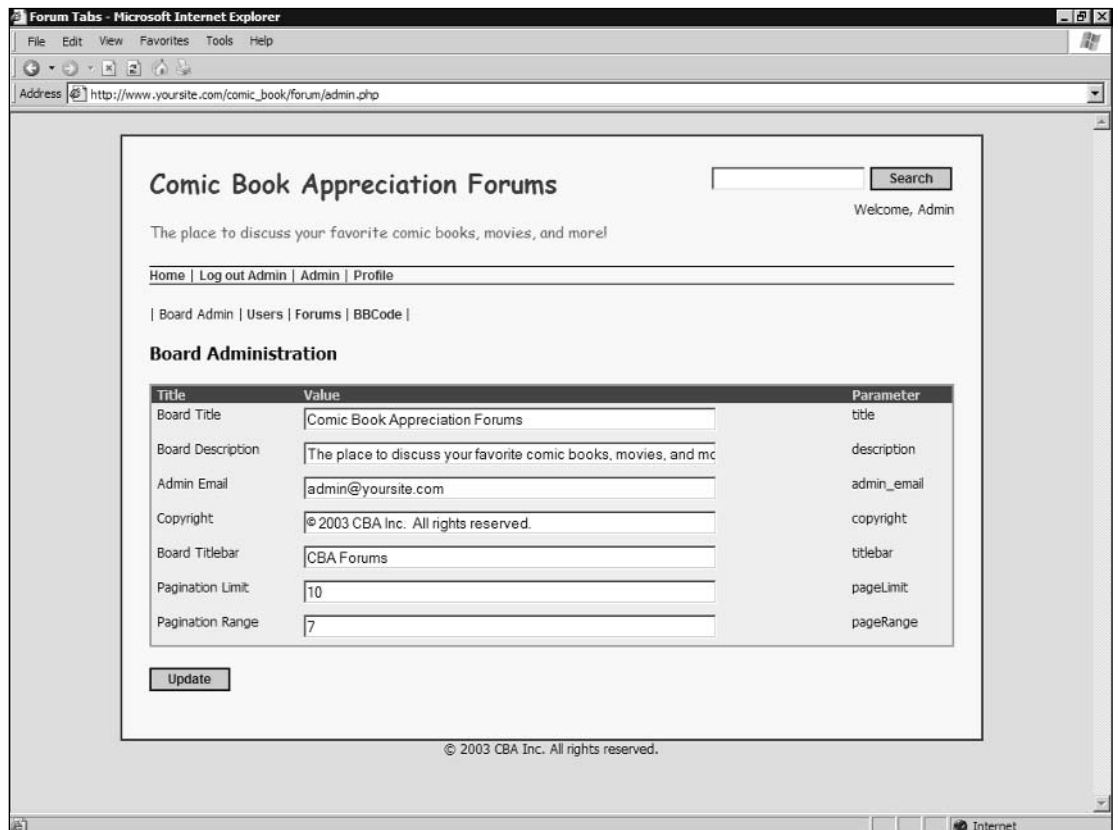 Forum Tabs - Microsoft Internet Explorer
File Edit View Favorites Tools Help
Address http://www.yoursite.com/comic_book/forum/admin.php
Comic Book Appreciation Forums
Search
Welcome, Admin
The place to discuss your favorite comic books, movies, and more!
Home | Log out Admin | Admin | Profile
| Board Admin | Users | Forums | BBCode |
Board Administration
Title Value Parameter
Board Title Comic Book Appreciation Forums title
Board Description The place to discuss your favorite comic books, movies, and mo description
Admin Email admin@yoursite.com admin_email
Copyright © 2003 CBA Inc. All rights reserved. copyright
Board Titlebar CBA Forums titlebar
Pagination Limit 10 pageLimit
Pagination Range 7 pageRange
Update
© 2003 CBA Inc. All rights reserved.
Internet